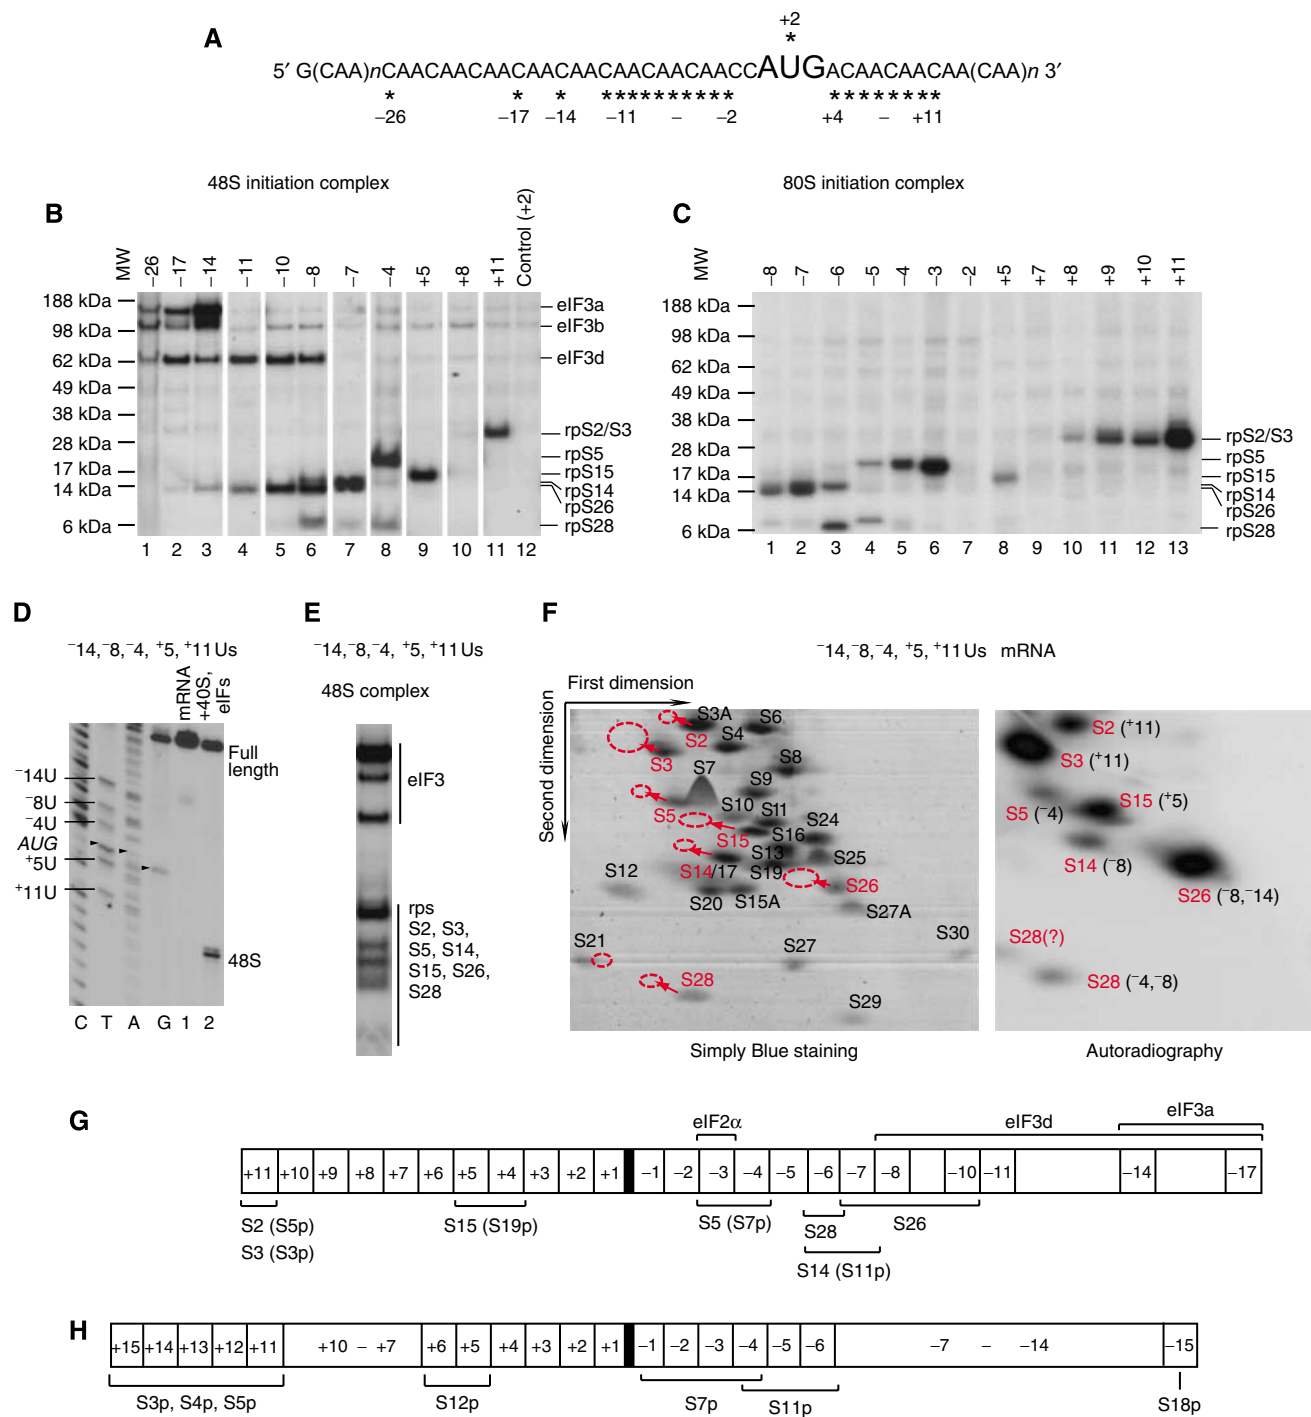 A
+2
*
5′ G(CAA)nCAACAACAACAACAACAACAACAACCAUGACAACAACAA(CAA)n 3′
* * * *********** *********
−26 −17 −14 −11 – −2 +4 – +11
48S initiation complex
B
MW −26 −17 −14 −11 −10 −8 −7 −4 +5 +8 +11 Control (+2)
188 kDa
98 kDa
62 kDa
49 kDa
38 kDa
28 kDa
17 kDa
14 kDa
6 kDa
eIF3a
eIF3b
eIF3d
rpS2/S3
rpS5
rpS15
rpS14
rpS26
rpS28
1 2 3 4 5 6 7 8 9 10 11 12
80S initiation complex
C
MW −8 −7 −6 −5 −4 −3 −2 +5 +7 +8 +9 +10 +11
188 kDa
98 kDa
62 kDa
49 kDa
38 kDa
28 kDa
17 kDa
14 kDa
6 kDa
rpS2/S3
rpS5
rpS15
rpS14
rpS26
rpS28
1 2 3 4 5 6 7 8 9 10 11 12 13
D
−14,−8,−4, +5, +11Us
mRNA
+40S,
eIFs
Full
length
−14U
−8U
−4U
AUG
+5U
+11U
48S
C T A G 1 2
E
−14,−8,−4, +5, +11Us
48S complex
eIF3
rps
S2, S3,
S5, S14,
S15, S26,
S28
F
−14,−8,−4, +5, +11Us mRNA
First dimension
Second dimension
S3A
S6
S2
S4
S3
S8
S7
S9
S10
S11
S5
S24
S15
S16
S13
S25
S14/17
S19
S12
S26
S20
S15A
S27A
S21
S27
S30
S28
S29
Simply Blue staining
S2 (+11)
S3 (+11)
S15 (+5)
S5 (−4)
S14 (−8)
S26 (−8,−14)
S28(?)
S28 (−4,−8)
Autoradiography
G
eIF2α
eIF3d
eIF3a
+11 +10 +9 +8 +7 +6 +5 +4 +3 +2 +1 −1 −2 −3 −4 −5 −6 −7 −8 −10 −11 −14 −17
S2 (S5p)
S3 (S3p)
S15 (S19p)
S5 (S7p)
S28
S26
S14 (S11p)
H
+15 +14 +13 +12 +11 +10 – +7 +6 +5 +4 +3 +2 +1 −1 −2 −3 −4 −5 −6 −7 – −14 −15
S3p, S4p, S5p
S12p
S7p
S11p
S18p